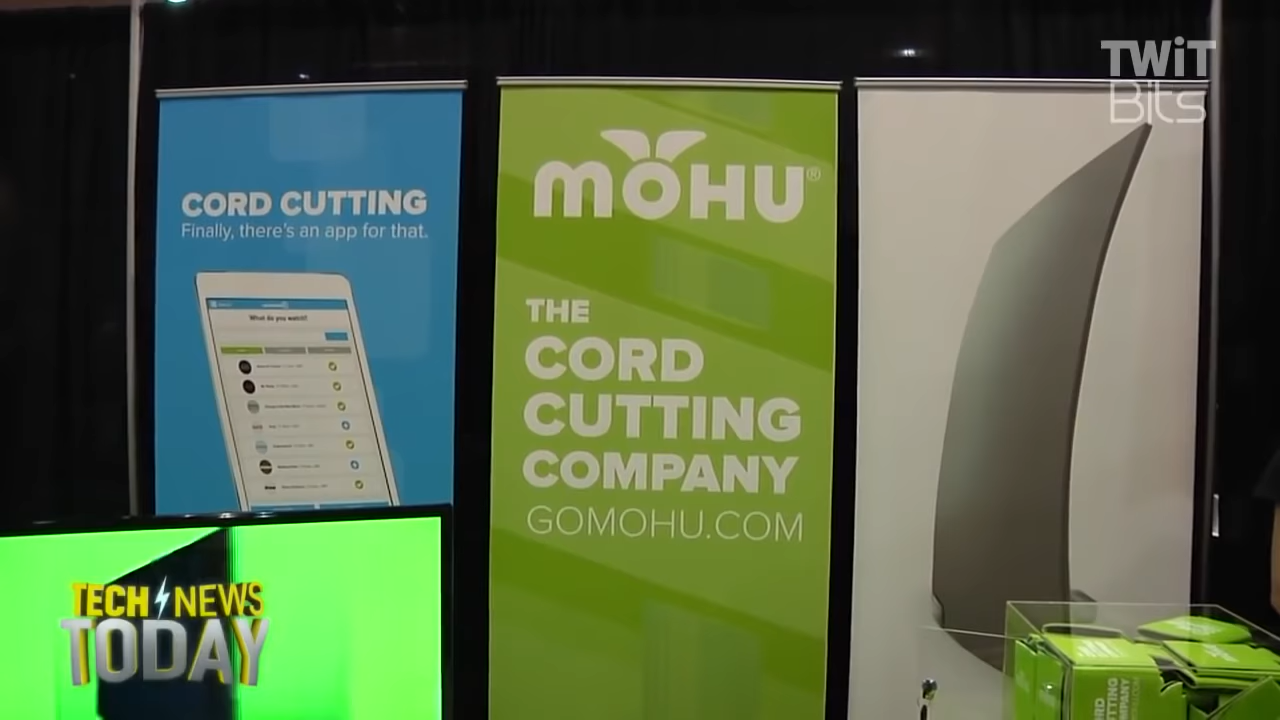 TWiT
Bits
CORD CUTTING
Finally, there's an app for that.
What do you watch?
mOHU®
THE
CORD
CUTTING
COMPANY
GOMOHU.COM
TECH NEWS
TODAY
CUTTING
COMPANY